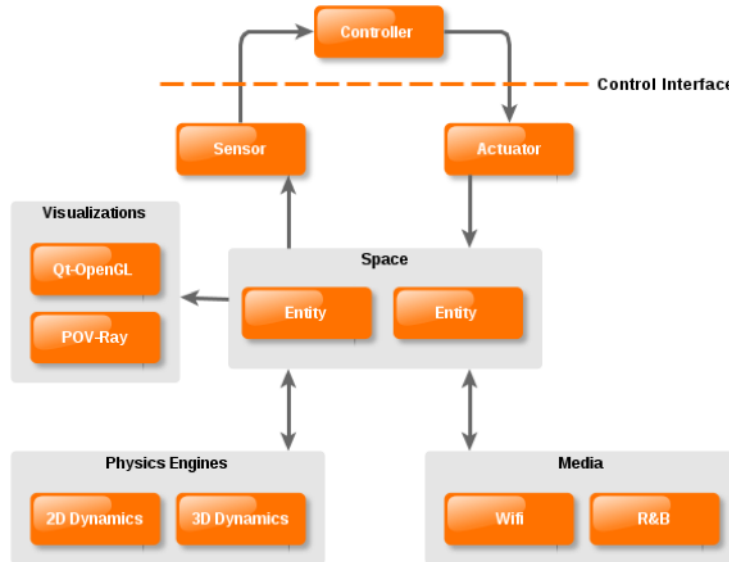 Controller
Control Interface
Sensor
Actuator
Visualizations
Qt-OpenGL
POV-Ray
Space
Entity
Entity
Physics Engines
2D Dynamics
3D Dynamics
Media
Wifi
R&B